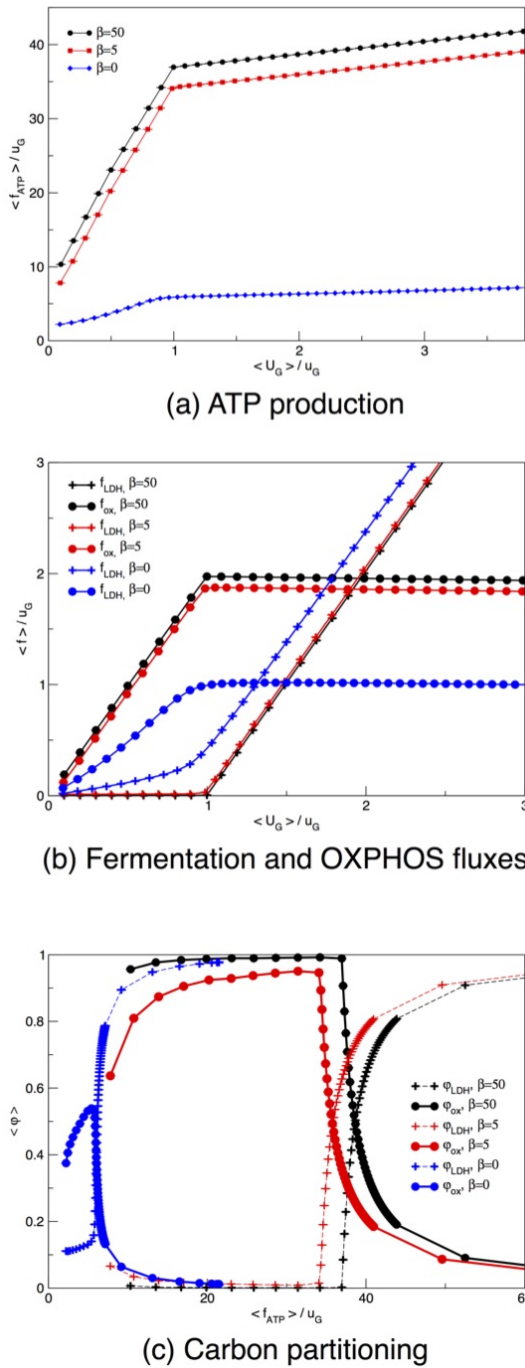 40
30
20
10
0
< f_ATP > / u_G
β=50
β=5
β=0
0 1 2 3
< U_G > / u_G
(a) ATP production
3
2
1
0
< f > / u_G
f_LDH, β=50
f_ox, β=50
f_LDH, β=5
f_ox, β=5
f_LDH, β=0
f_LDH, β=0
0 1 2 3
< U_G > / u_G
(b) Fermentation and OXPHOS fluxes
1
0.8
0.6
0.4
0.2
0
< φ >
φ_LDH, β=50
φ_ox, β=50
φ_LDH, β=5
φ_ox, β=5
φ_LDH, β=0
φ_ox, β=0
0 20 40 60
< f_ATP > / u_G
(c) Carbon partitioning